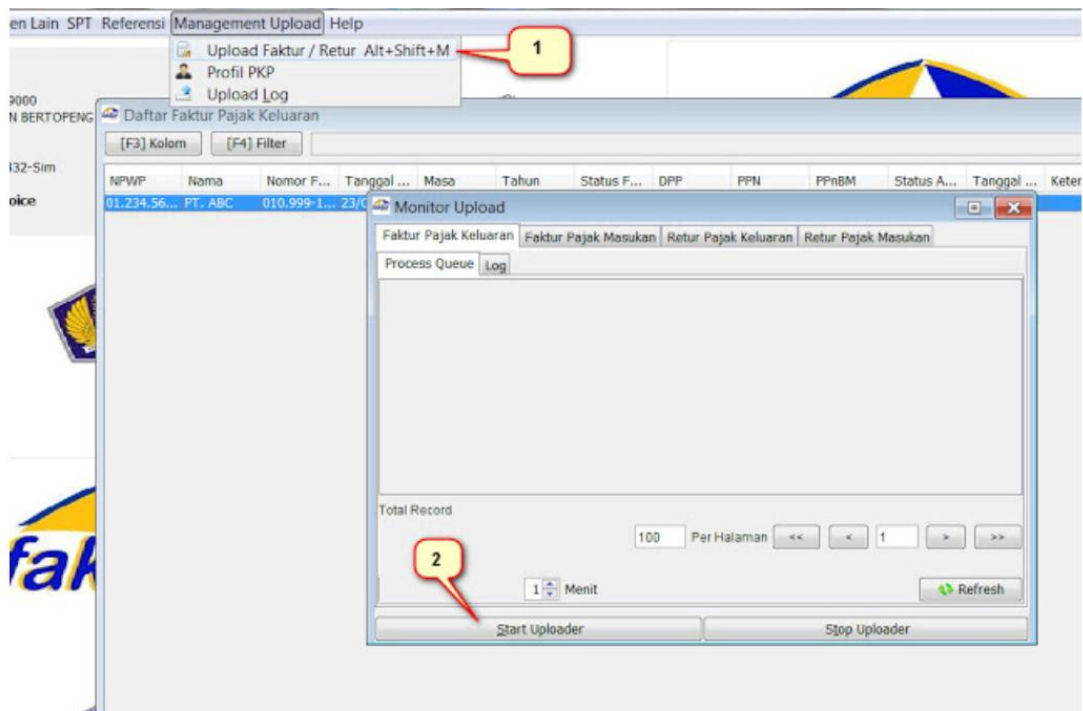 en Lain SPT Referensi Management Upload Help
Upload Faktur / Retur Alt+Shift+M
1
Profil PKP
Upload Log
9000
N BERTOPENG
Daftar Faktur Pajak Keluaran
[F3] Kolom [F4] Filter
432-Sim
NPWP Nama Nomor F... Tanggal ... Masa Tahun Status F... DPP PPN PPnBM Status A... Tanggal ... Keter
oice
01.234.56... PT. ABC 010.999-1... 23/0
Monitor Upload
Faktur Pajak Keluaran Faktur Pajak Masukan Retur Pajak Keluaran Retur Pajak Masukan
Process Queue Log
Total Record
100 Per Halaman << < 1 > >>
2
fak
1 Menit Refresh
Start Uploader Stop Uploader